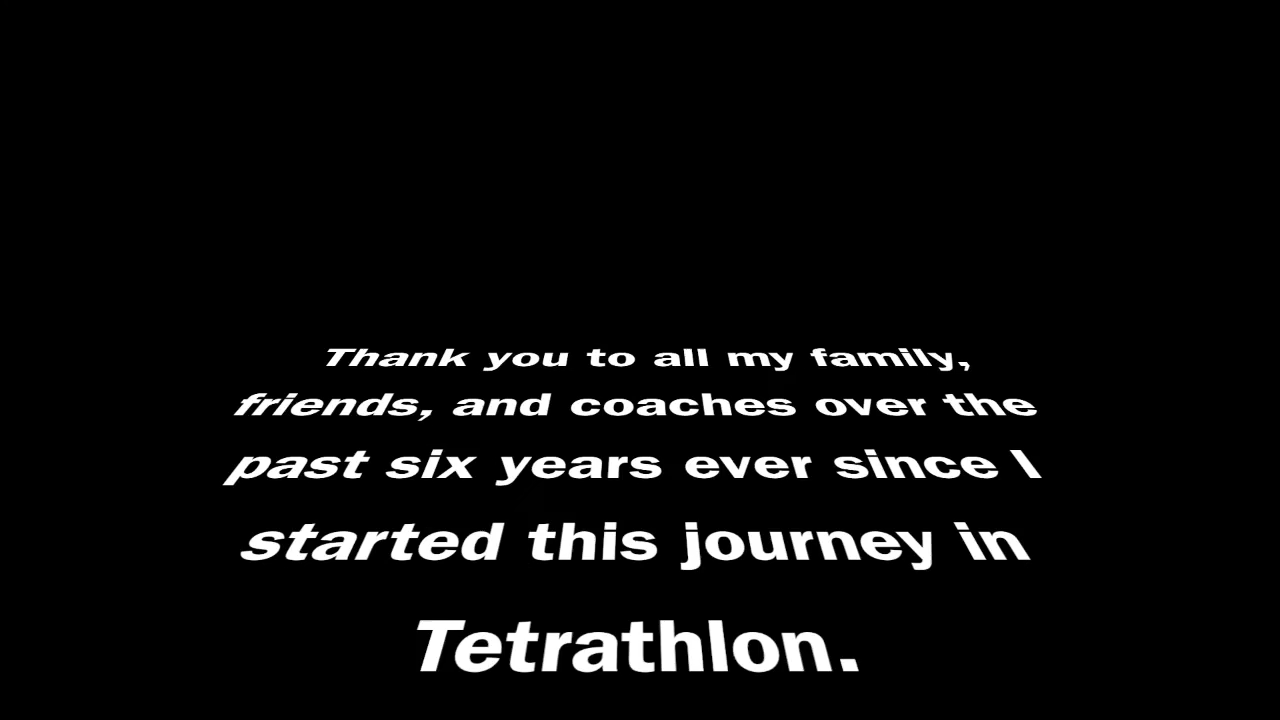 Thank you to all my family,
friends, and coaches over the
past six years ever since I
started this journey in
Tetrathlon.